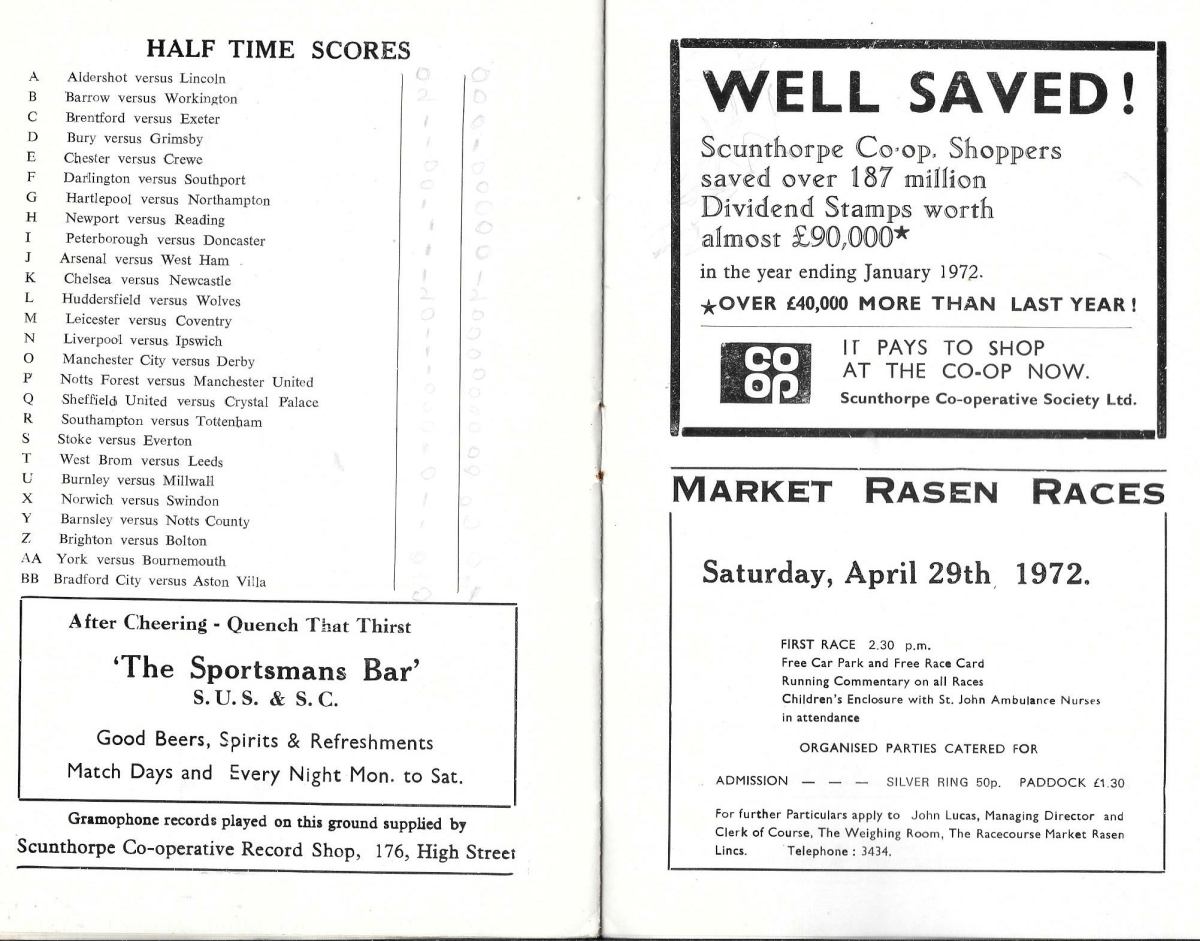 HALF TIME SCORES
A Aldershot versus Lincoln 0 0
B Barrow versus Workington 2 0
C Brentford versus Exeter
D Bury versus Grimsby
E Chester versus Crewe
F Darlington versus Southport
G Hartlepool versus Northampton
H Newport versus Reading
I Peterborough versus Doncaster
J Arsenal versus West Ham
K Chelsea versus Newcastle
L Huddersfield versus Wolves
M Leicester versus Coventry
N Liverpool versus Ipswich
O Manchester City versus Derby
P Notts Forest versus Manchester United
Q Sheffield United versus Crystal Palace
R Southampton versus Tottenham
S Stoke versus Everton
T West Brom versus Leeds
U Burnley versus Millwall
X Norwich versus Swindon
Y Barnsley versus Notts County
Z Brighton versus Bolton
AA York versus Bournemouth
BB Bradford City versus Aston Villa
After Cheering - Quench That Thirst
'The Sportsmans Bar'
S.U.S. & S.C.
Good Beers, Spirits & Refreshments
Match Days and Every Night Mon. to Sat.
Gramophone records played on this ground supplied by
Scunthorpe Co-operative Record Shop, 176, High Street
WELL SAVED!
Scunthorpe Co-op. Shoppers
saved over 187 million
Dividend Stamps worth
almost £90,000★
in the year ending January 1972.
★OVER £40,000 MORE THAN LAST YEAR!
CO
OP
IT PAYS TO SHOP
AT THE CO-OP NOW.
Scunthorpe Co-operative Society Ltd.
MARKET RASEN RACES
Saturday, April 29th, 1972.
FIRST RACE 2.30 p.m.
Free Car Park and Free Race Card
Running Commentary on all Races
Children's Enclosure with St. John Ambulance Nurses
in attendance
ORGANISED PARTIES CATERED FOR
ADMISSION — — — SILVER RING 50p. PADDOCK £1.30
For further Particulars apply to John Lucas, Managing Director and
Clerk of Course, The Weighing Room, The Racecourse Market Rasen
Lincs. Telephone : 3434.